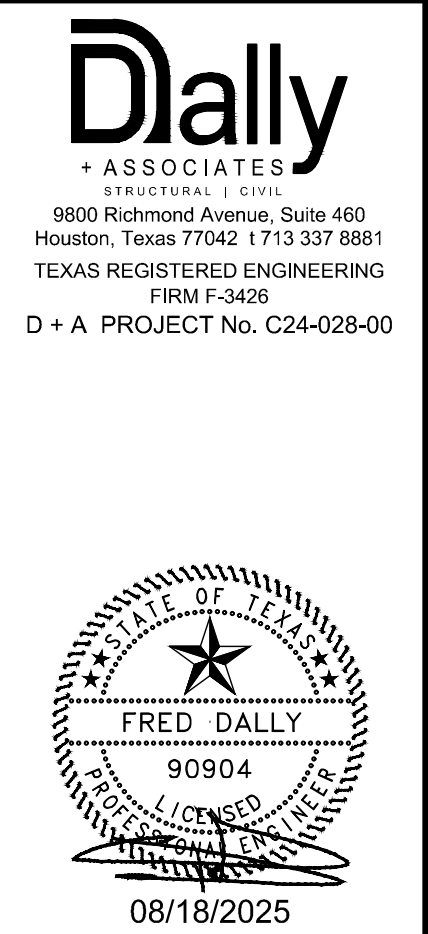 Dally
+ ASSOCIATES
STRUCTURAL | CIVIL
9800 Richmond Avenue, Suite 460
Houston, Texas 77042 t 713 337 8881
TEXAS REGISTERED ENGINEERING
FIRM F-3426
D + A PROJECT No. C24-028-00
STATE OF TEXAS
FRED DALLY
90904
LICENSED
PROFESSIONAL ENGINEER
08/18/2025